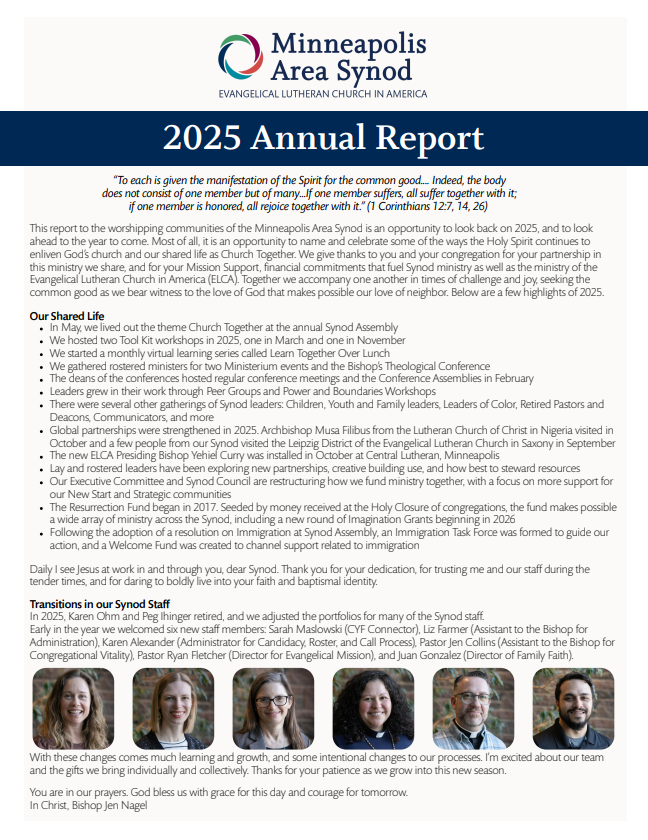 Minneapolis
Area Synod
EVANGELICAL LUTHERAN CHURCH IN AMERICA
2025 Annual Report
“To each is given the manifestation of the Spirit for the common good.... Indeed, the body
does not consist of one member but of many...If one member suffers, all suffer together with it;
if one member is honored, all rejoice together with it.” (1 Corinthians 12:7, 14, 26)
This report to the worshipping communities of the Minneapolis Area Synod is an opportunity to look back on 2025, and to look
ahead to the year to come. Most of all, it is an opportunity to name and celebrate some of the ways the Holy Spirit continues to
enliven God’s church and our shared life as Church Together. We give thanks to you and your congregation for your partnership in
this ministry we share, and for your Mission Support, financial commitments that fuel Synod ministry as well as the ministry of the
Evangelical Lutheran Church in America (ELCA). Together we accompany one another in times of challenge and joy, seeking the
common good as we bear witness to the love of God that makes possible our love of neighbor. Below are a few highlights of 2025.
Our Shared Life
• In May, we lived out the theme Church Together at the annual Synod Assembly
• We hosted two Tool Kit workshops in 2025, one in March and one in November
• We started a monthly virtual learning series called Learn Together Over Lunch
• We gathered rostered ministers for two Ministerium events and the Bishop’s Theological Conference
• The deans of the conferences hosted regular conference meetings and the Conference Assemblies in February
• Leaders grew in their work through Peer Groups and Power and Boundaries Workshops
• There were several other gatherings of Synod leaders: Children, Youth and Family leaders, Leaders of Color, Retired Pastors and
Deacons, Communicators, and more
• Global partnerships were strengthened in 2025. Archbishop Musa Filibus from the Lutheran Church of Christ in Nigeria visited in
October and a few people from our Synod visited the Leipzig District of the Evangelical Lutheran Church in Saxony in September
• The new ELCA Presiding Bishop Yehiel Curry was installed in October at Central Lutheran, Minneapolis
• Lay and rostered leaders have been exploring new partnerships, creative building use, and how best to steward resources
• Our Executive Committee and Synod Council are restructuring how we fund ministry together, with a focus on more support for
our New Start and Strategic communities
• The Resurrection Fund began in 2017. Seeded by money received at the Holy Closure of congregations, the fund makes possible
a wide array of ministry across the Synod, including a new round of Imagination Grants beginning in 2026
• Following the adoption of a resolution on Immigration at Synod Assembly, an Immigration Task Force was formed to guide our
action, and a Welcome Fund was created to channel support related to immigration
Daily I see Jesus at work in and through you, dear Synod. Thank you for your dedication, for trusting me and our staff during the
tender times, and for daring to boldly live into your faith and baptismal identity.
Transitions in our Synod Staff
In 2025, Karen Ohm and Peg Ihinger retired, and we adjusted the portfolios for many of the Synod staff.
Early in the year we welcomed six new staff members: Sarah Maslowski (CYF Connector), Liz Farmer (Assistant to the Bishop for
Administration), Karen Alexander (Administrator for Candidacy, Roster, and Call Process), Pastor Jen Collins (Assistant to the Bishop for
Congregational Vitality), Pastor Ryan Fletcher (Director for Evangelical Mission), and Juan Gonzalez (Director of Family Faith).
With these changes comes much learning and growth, and some intentional changes to our processes. I’m excited about our team
and the gifts we bring individually and collectively. Thanks for your patience as we grow into this new season.
You are in our prayers. God bless us with grace for this day and courage for tomorrow.
In Christ, Bishop Jen Nagel